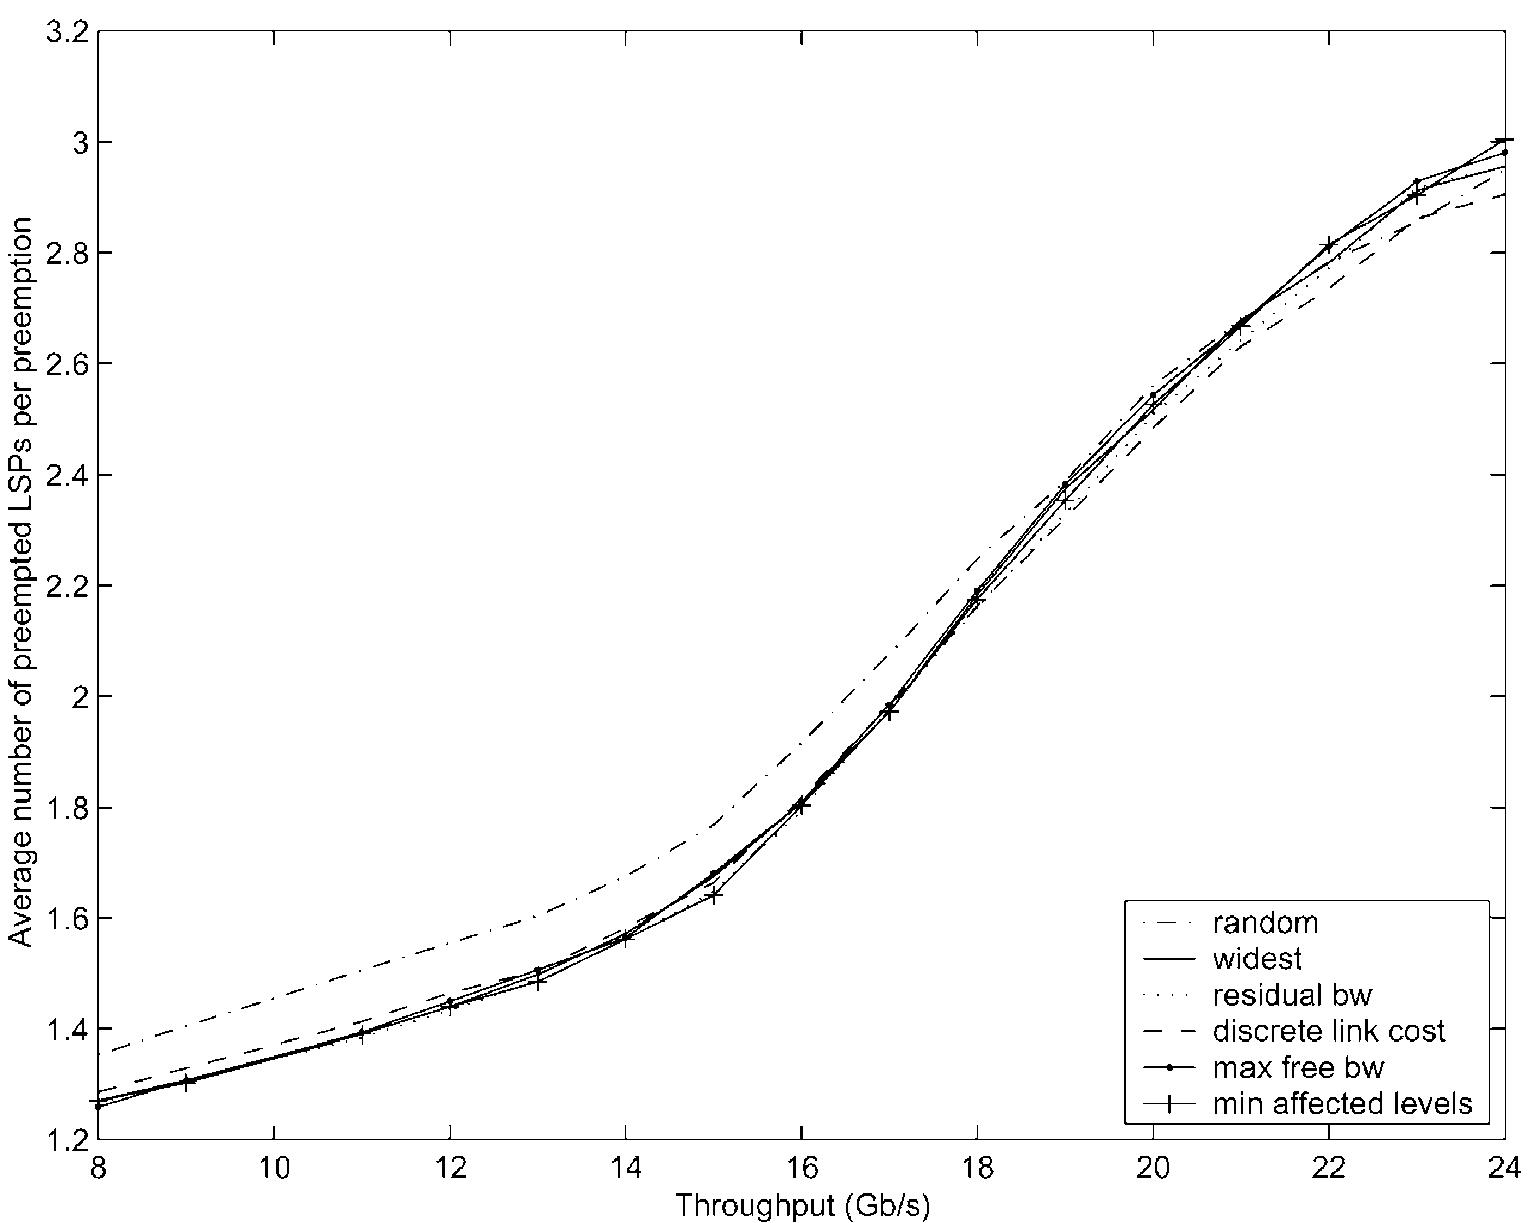 Average number of preempted LSPs per preemption
3.2
3
2.8
2.6
2.4
2.2
2
1.8
1.6
1.4
1.2
8 10 12 14 16 18 20 22 24
Throughput (Gb/s)
random
widest
residual bw
discrete link cost
max free bw
min affected levels